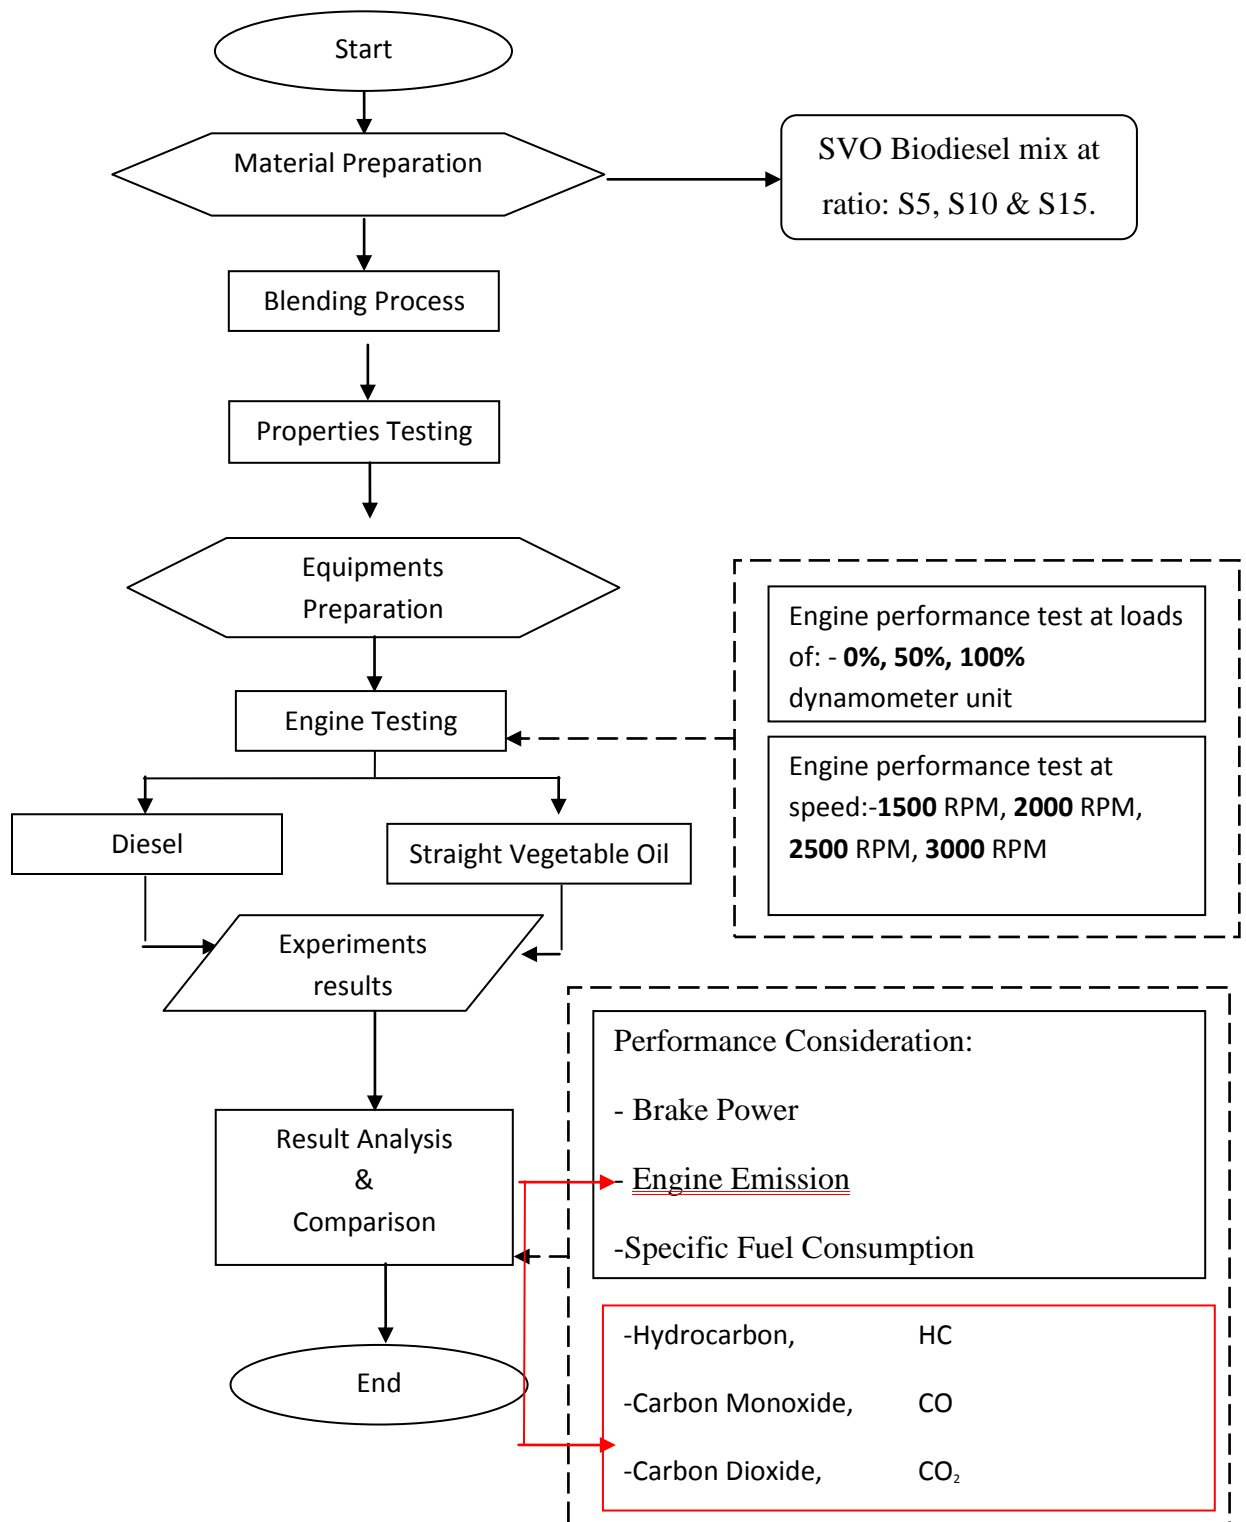 Start
Material Preparation
SVO Biodiesel mix at
ratio: S5, S10 & S15.
Blending Process
Properties Testing
Equipments
Preparation
Engine performance test at loads
of: - 0%, 50%, 100%
dynamometer unit
Engine Testing
Engine performance test at
speed:-1500 RPM, 2000 RPM,
2500 RPM, 3000 RPM
Diesel
Straight Vegetable Oil
Experiments
results
Performance Consideration:
- Brake Power
- Engine Emission
-Specific Fuel Consumption
Result Analysis
&
Comparison
-Hydrocarbon, HC
-Carbon Monoxide, CO
-Carbon Dioxide, CO₂
End